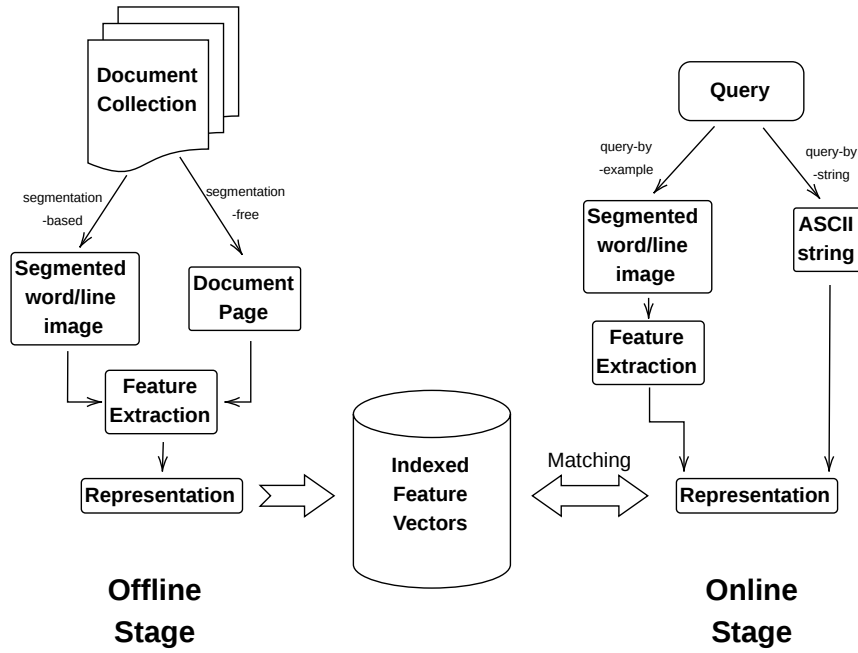 Document
Collection
segmentation
-based
segmentation
-free
Segmented
word/line
image
Document
Page
Feature
Extraction
Representation
Offline
Stage
Indexed
Feature
Vectors
Matching
Query
query-by
-example
query-by
-string
Segmented
word/line
image
ASCII
string
Feature
Extraction
Representation
Online
Stage